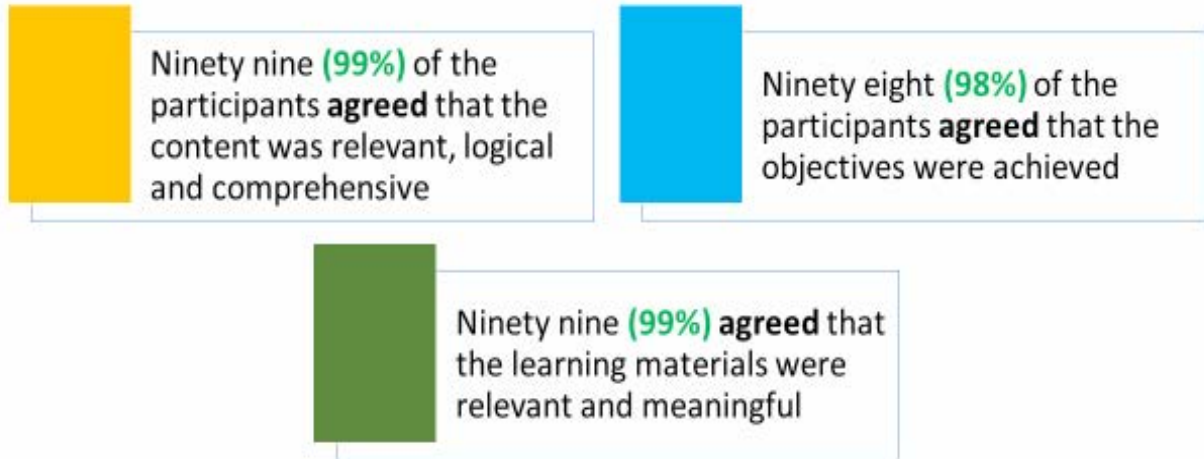 Ninety nine (99%) of the
participants agreed that the
content was relevant, logical
and comprehensive
Ninety eight (98%) of the
participants agreed that the
objectives were achieved
Ninety nine (99%) agreed that
the learning materials were
relevant and meaningful